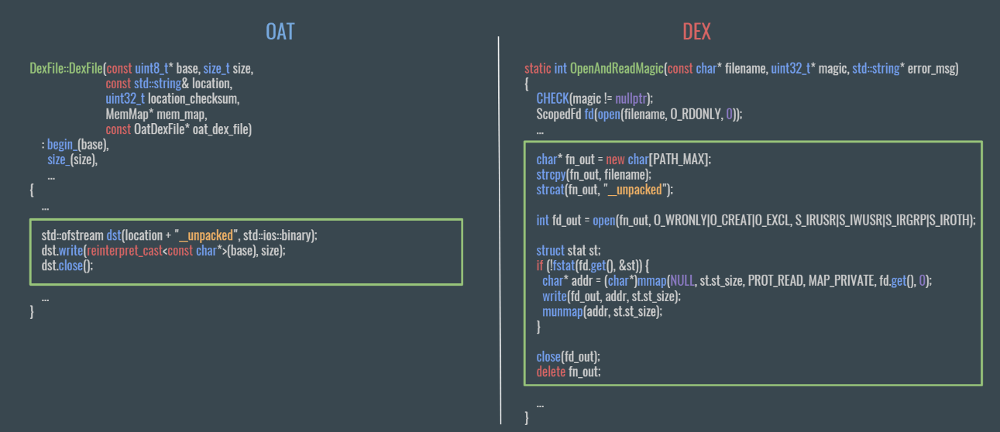 OAT
DexFile::DexFile(const uint8_t* base, size_t size,
const std::string& location,
uint32_t location_checksum,
MemMap* mem_map,
const OatDexFile* oat_dex_file)
: begin_(base),
size_(size),
...
{
...
std::ofstream dst(location + "__unpacked", std::ios::binary);
dst.write(reinterpret_cast<const char*>(base), size);
dst.close();
...
}
DEX
static int OpenAndReadMagic(const char* filename, uint32_t* magic, std::string* error_msg)
{
CHECK(magic != nullptr);
ScopedFd fd(open(filename, O_RDONLY, 0));
...
char* fn_out = new char[PATH_MAX];
strcpy(fn_out, filename);
strcat(fn_out, "__unpacked");
int fd_out = open(fn_out, O_WRONLY|O_CREAT|O_EXCL, S_IRUSR|S_IWUSR|S_IRGRP|S_IROTH);
struct stat st;
if (!fstat(fd.get(), &st)) {
char* addr = (char*)mmap(NULL, st.st_size, PROT_READ, MAP_PRIVATE, fd.get(), 0);
write(fd_out, addr, st.st_size);
munmap(addr, st.st_size);
}
close(fd_out);
delete fn_out;
...
}